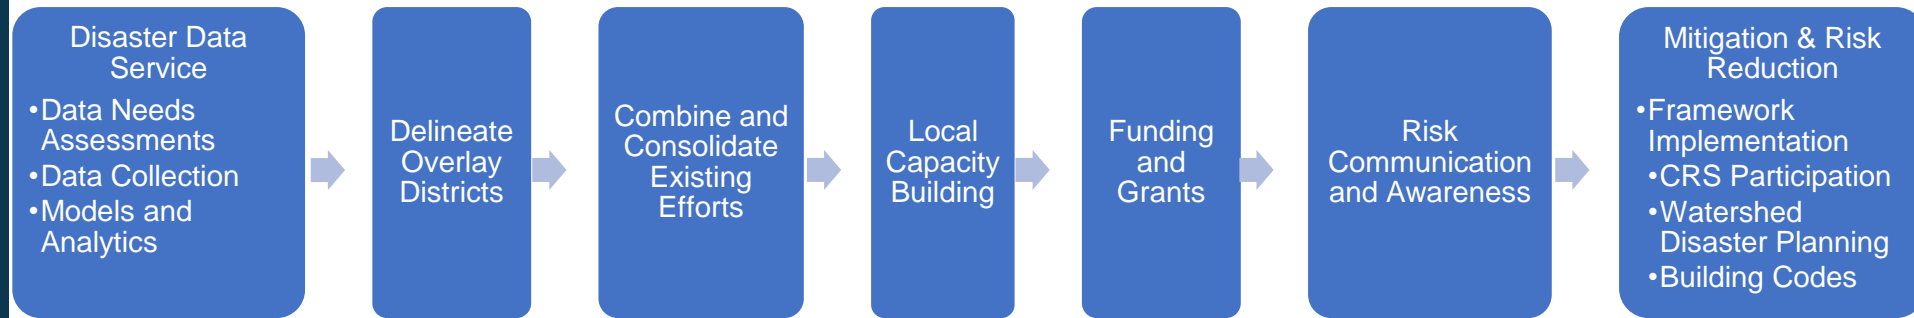 Disaster Data
Service
•Data Needs
Assessments
•Data Collection
•Models and
Analytics
Delineate
Overlay
Districts
Combine and
Consolidate
Existing
Efforts
Local
Capacity
Building
Funding
and
Grants
Risk
Communication
and Awareness
Mitigation & Risk
Reduction
•Framework
Implementation
•CRS Participation
•Watershed
Disaster Planning
•Building Codes